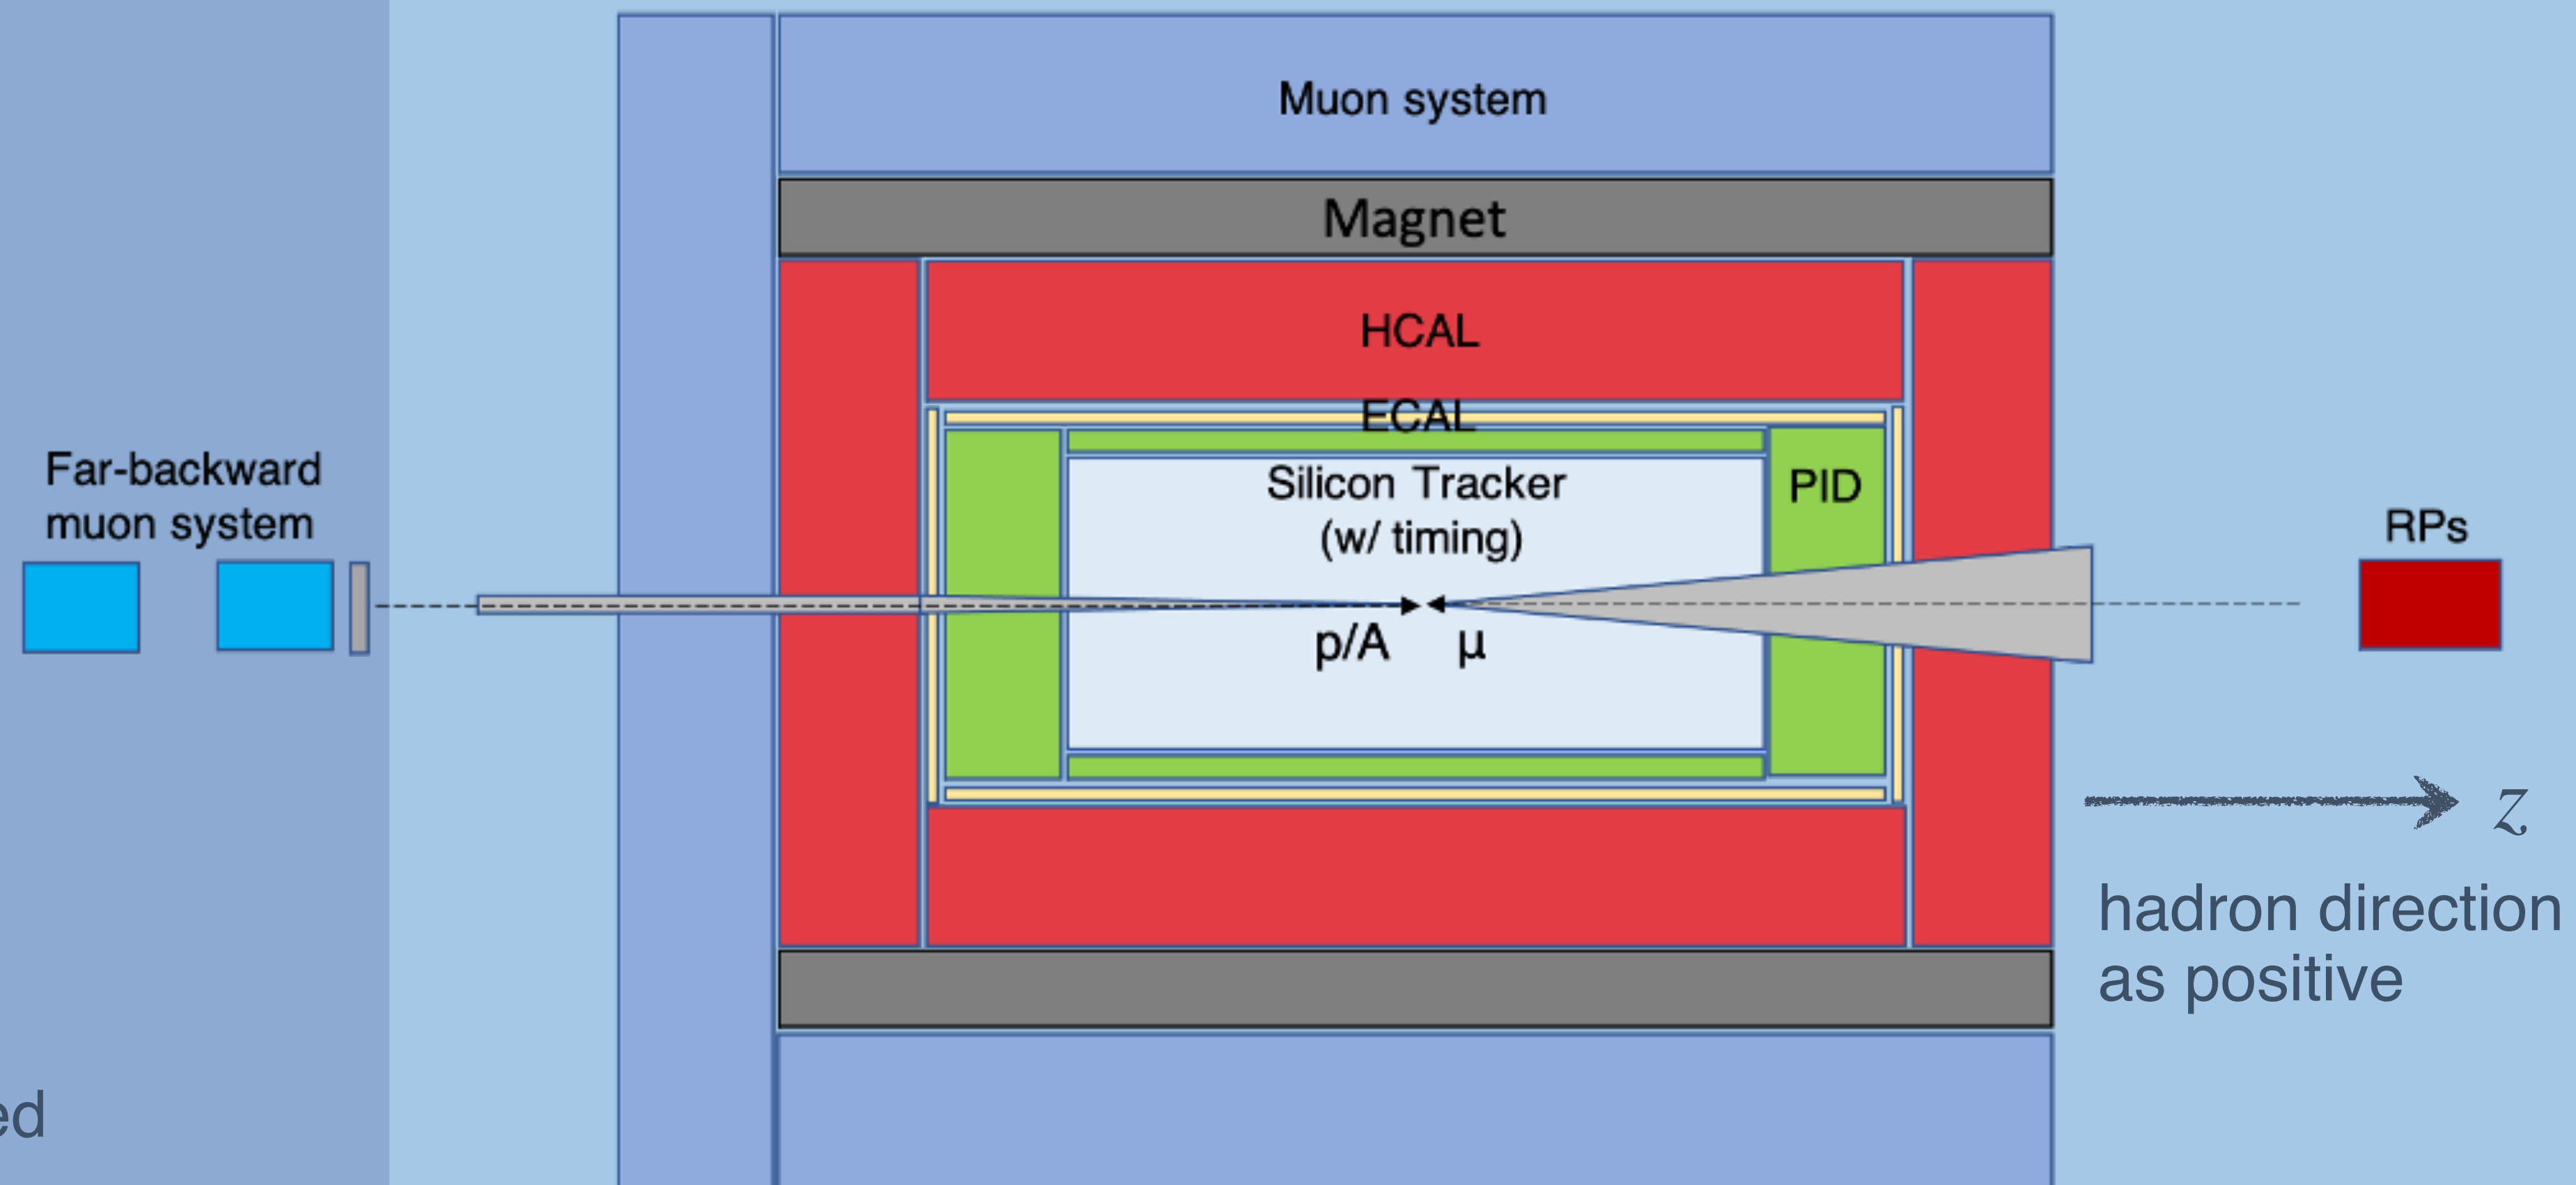 Muon system
Magnet
HCAL
ECAL
Silicon Tracker
(w/ timing)
PID
Far-backward
muon system
RPs
p/A
μ
z
hadron direction
as positive
ed